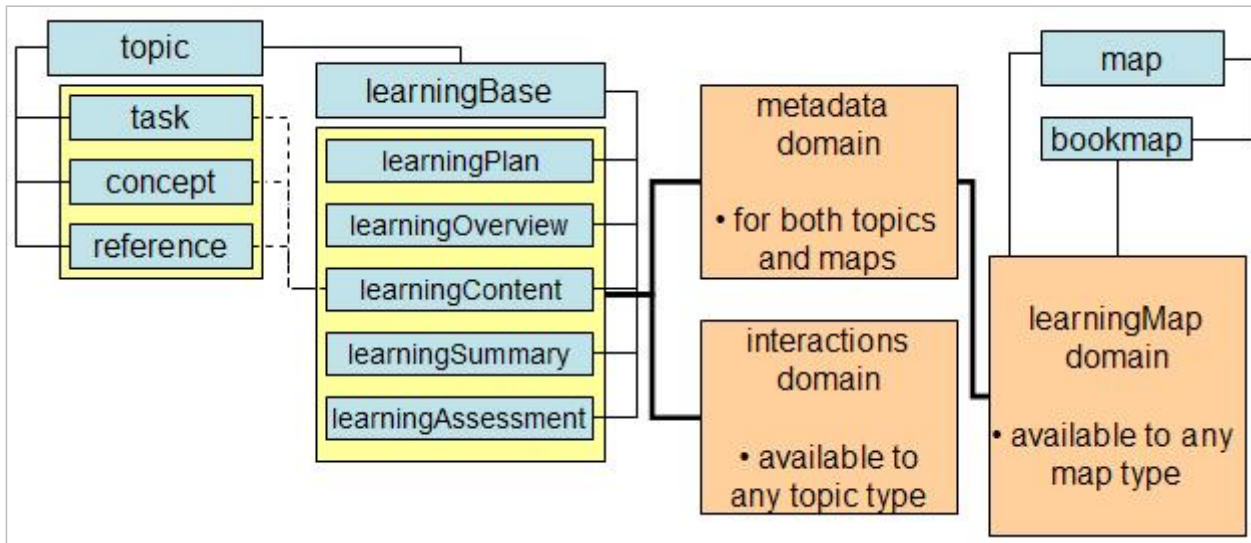 topic
task
concept
reference
learningBase
learningPlan
learningOverview
learningContent
learningSummary
learningAssessment
metadata
domain
• for both topics
and maps
interactions
domain
• available to
any topic type
map
bookmap
learningMap
domain
• available to any
map type